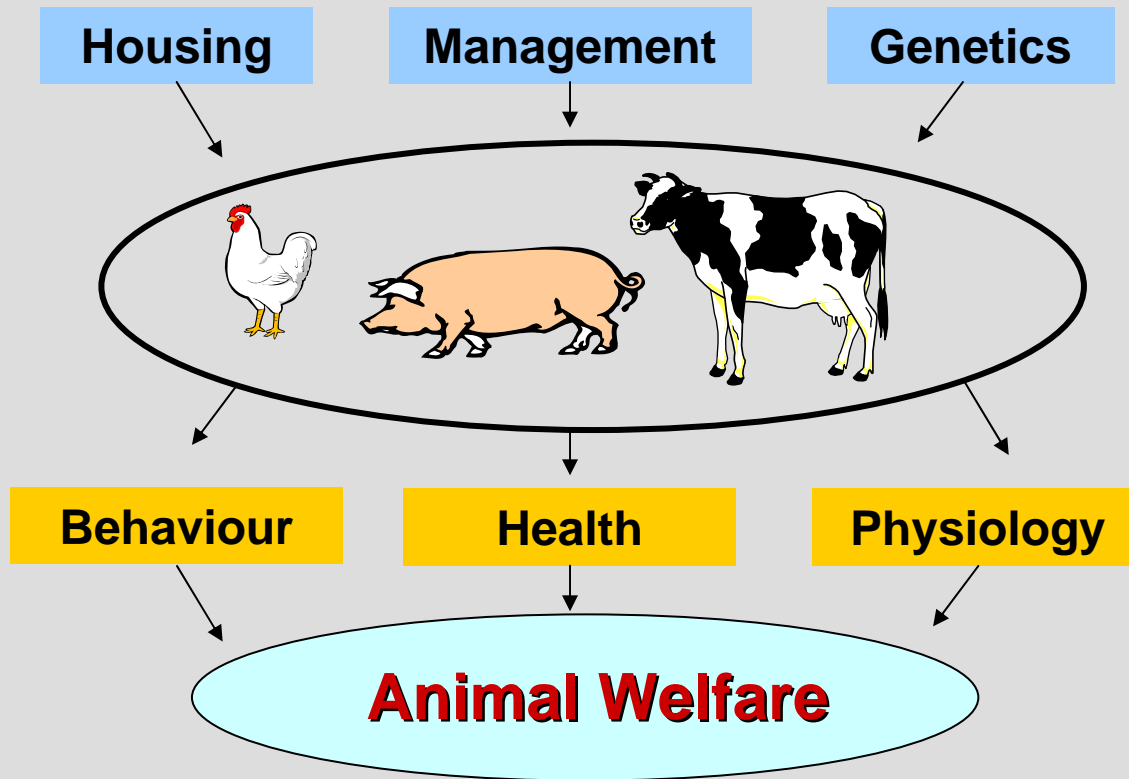 Housing
Management
Genetics
Behaviour
Health
Physiology
Animal Welfare